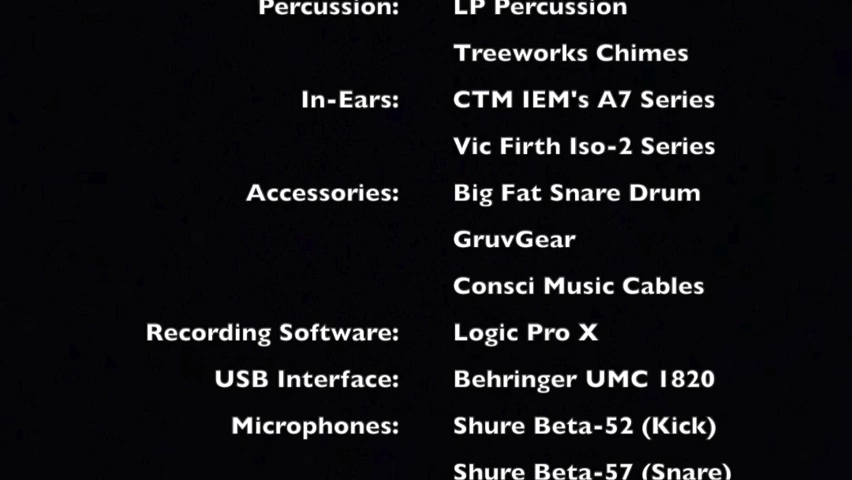 Percussion: LP Percussion
Treeworks Chimes
In-Ears: CTM IEM's A7 Series
Vic Firth Iso-2 Series
Accessories: Big Fat Snare Drum
GruvGear
Consci Music Cables
Recording Software: Logic Pro X
USB Interface: Behringer UMC 1820
Microphones: Shure Beta-52 (Kick)
Shure Beta-57 (Snare)